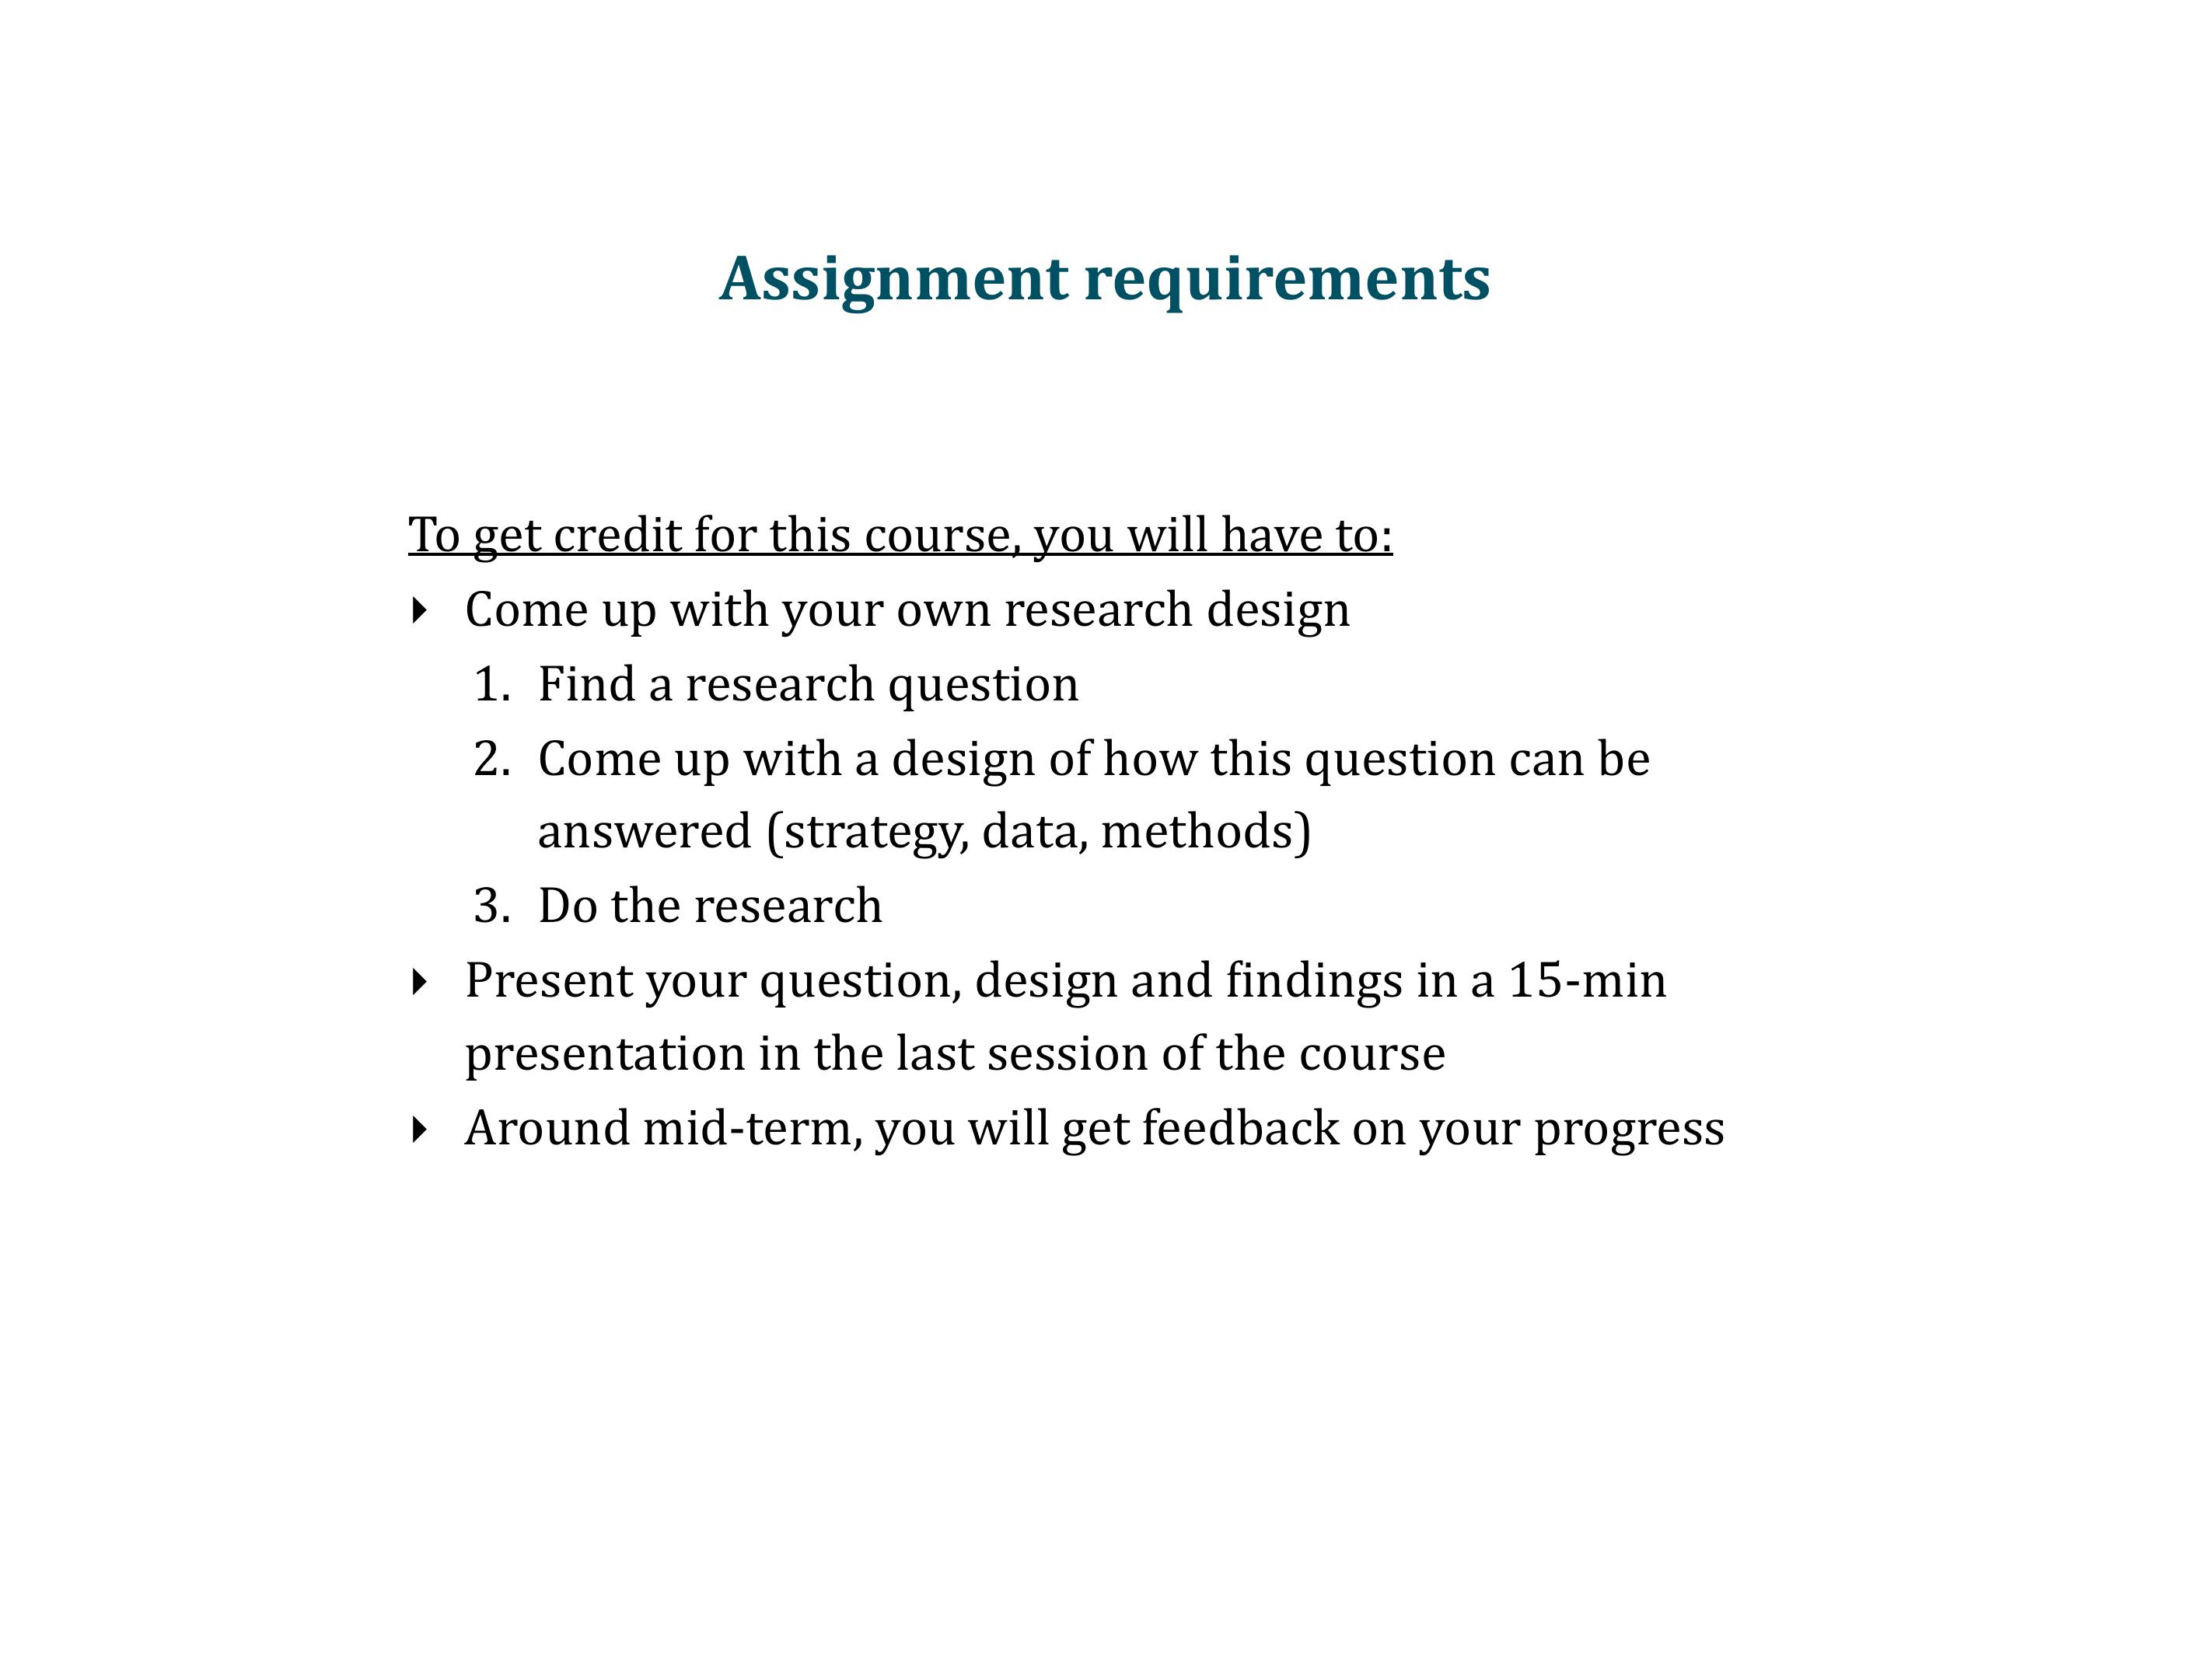 Assignment requirements
To get credit for this course, you will have to:
Come up with your own research design
1. Find a research question
2. Come up with a design of how this question can be
answered (strategy, data, methods)
3. Do the research
Present your question, design and findings in a 15-min
presentation in the last session of the course
Around mid-term, you will get feedback on your progress